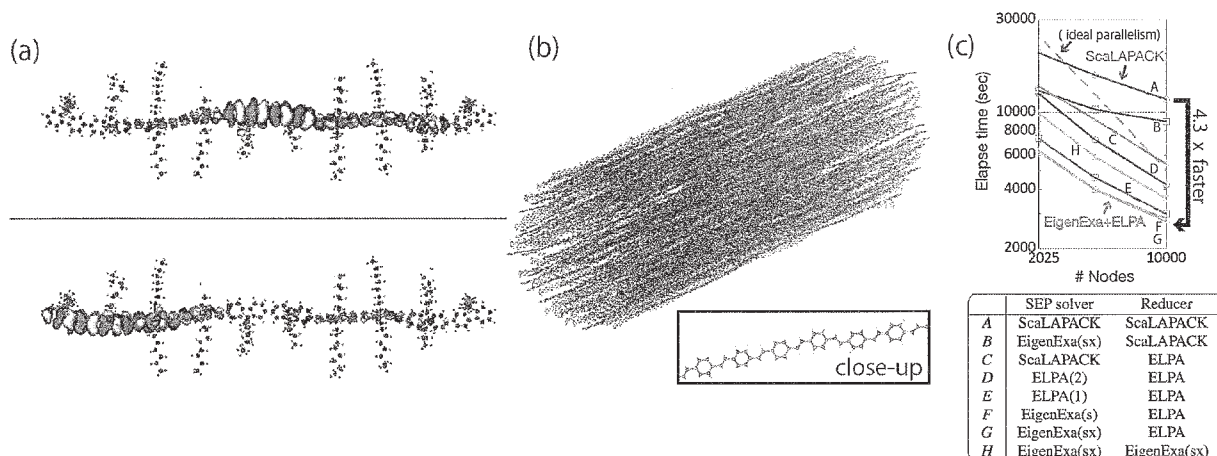 (a)
(b)
close-up
(c)
30000
10000
8000
6000
4000
2000
Elapse time (sec)
( ideal parallelism)
ScaLAPACK
A
B
C
H
D
E
EigenExa+ELPA
F
G
4.3 x faster
2025
10000
# Nodes
SEP solver Reducer
A ScaLAPACK ScaLAPACK
B EigenExa(sx) ScaLAPACK
C ScaLAPACK ELPA
D ELPA(2) ELPA
E ELPA(1) ELPA
F EigenExa(s) ELPA
G EigenExa(sx) ELPA
H EigenExa(sx) EigenExa(sx)